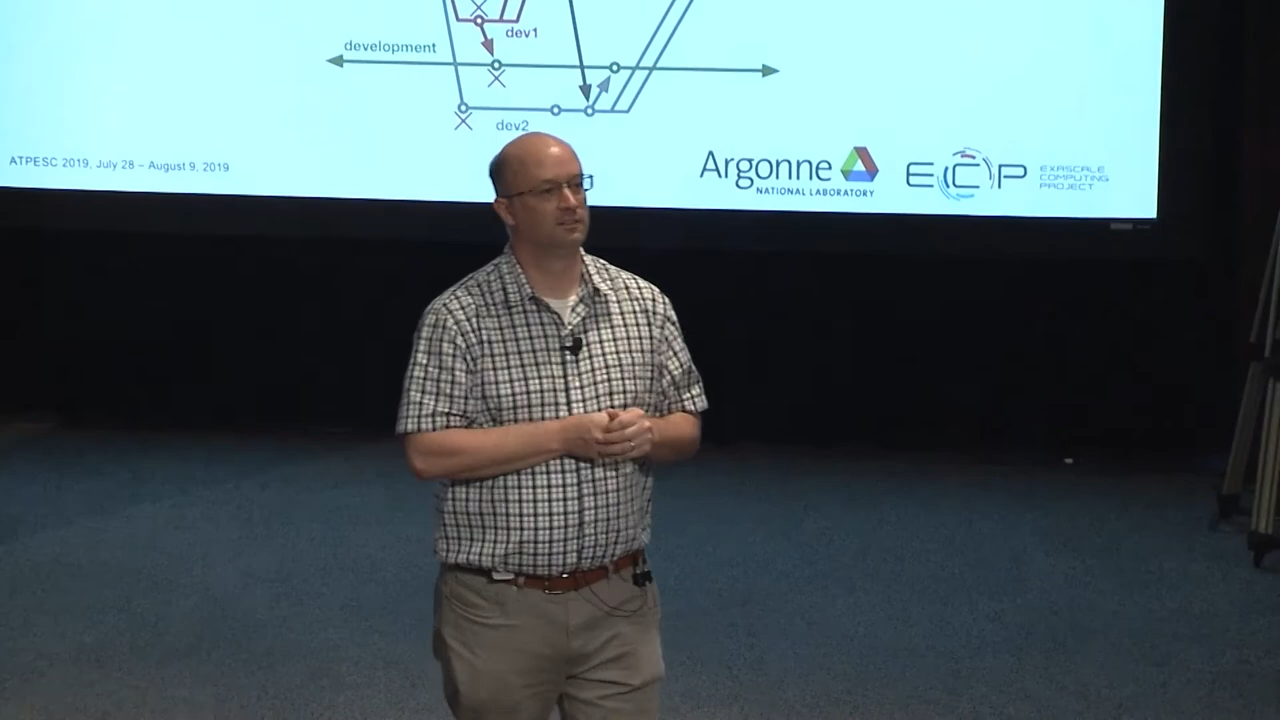 dev1
development
dev2
ATPESC 2019, July 28 – August 9, 2019
Argonne
NATIONAL LABORATORY
ECP
EXASCALE
COMPUTING
PROJECT